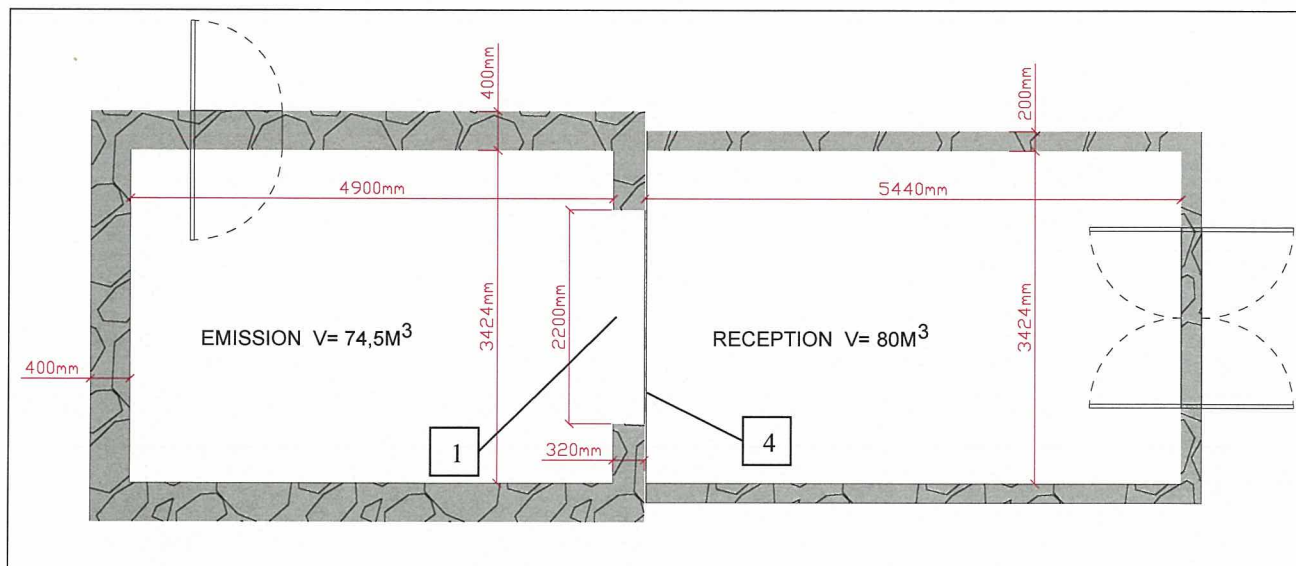 400mm
200mm
4900mm
5440mm
2200mm
3424mm
3424mm
EMISSION V= 74,5M³
RECEPTION V= 80M³
400mm
1
320mm
4